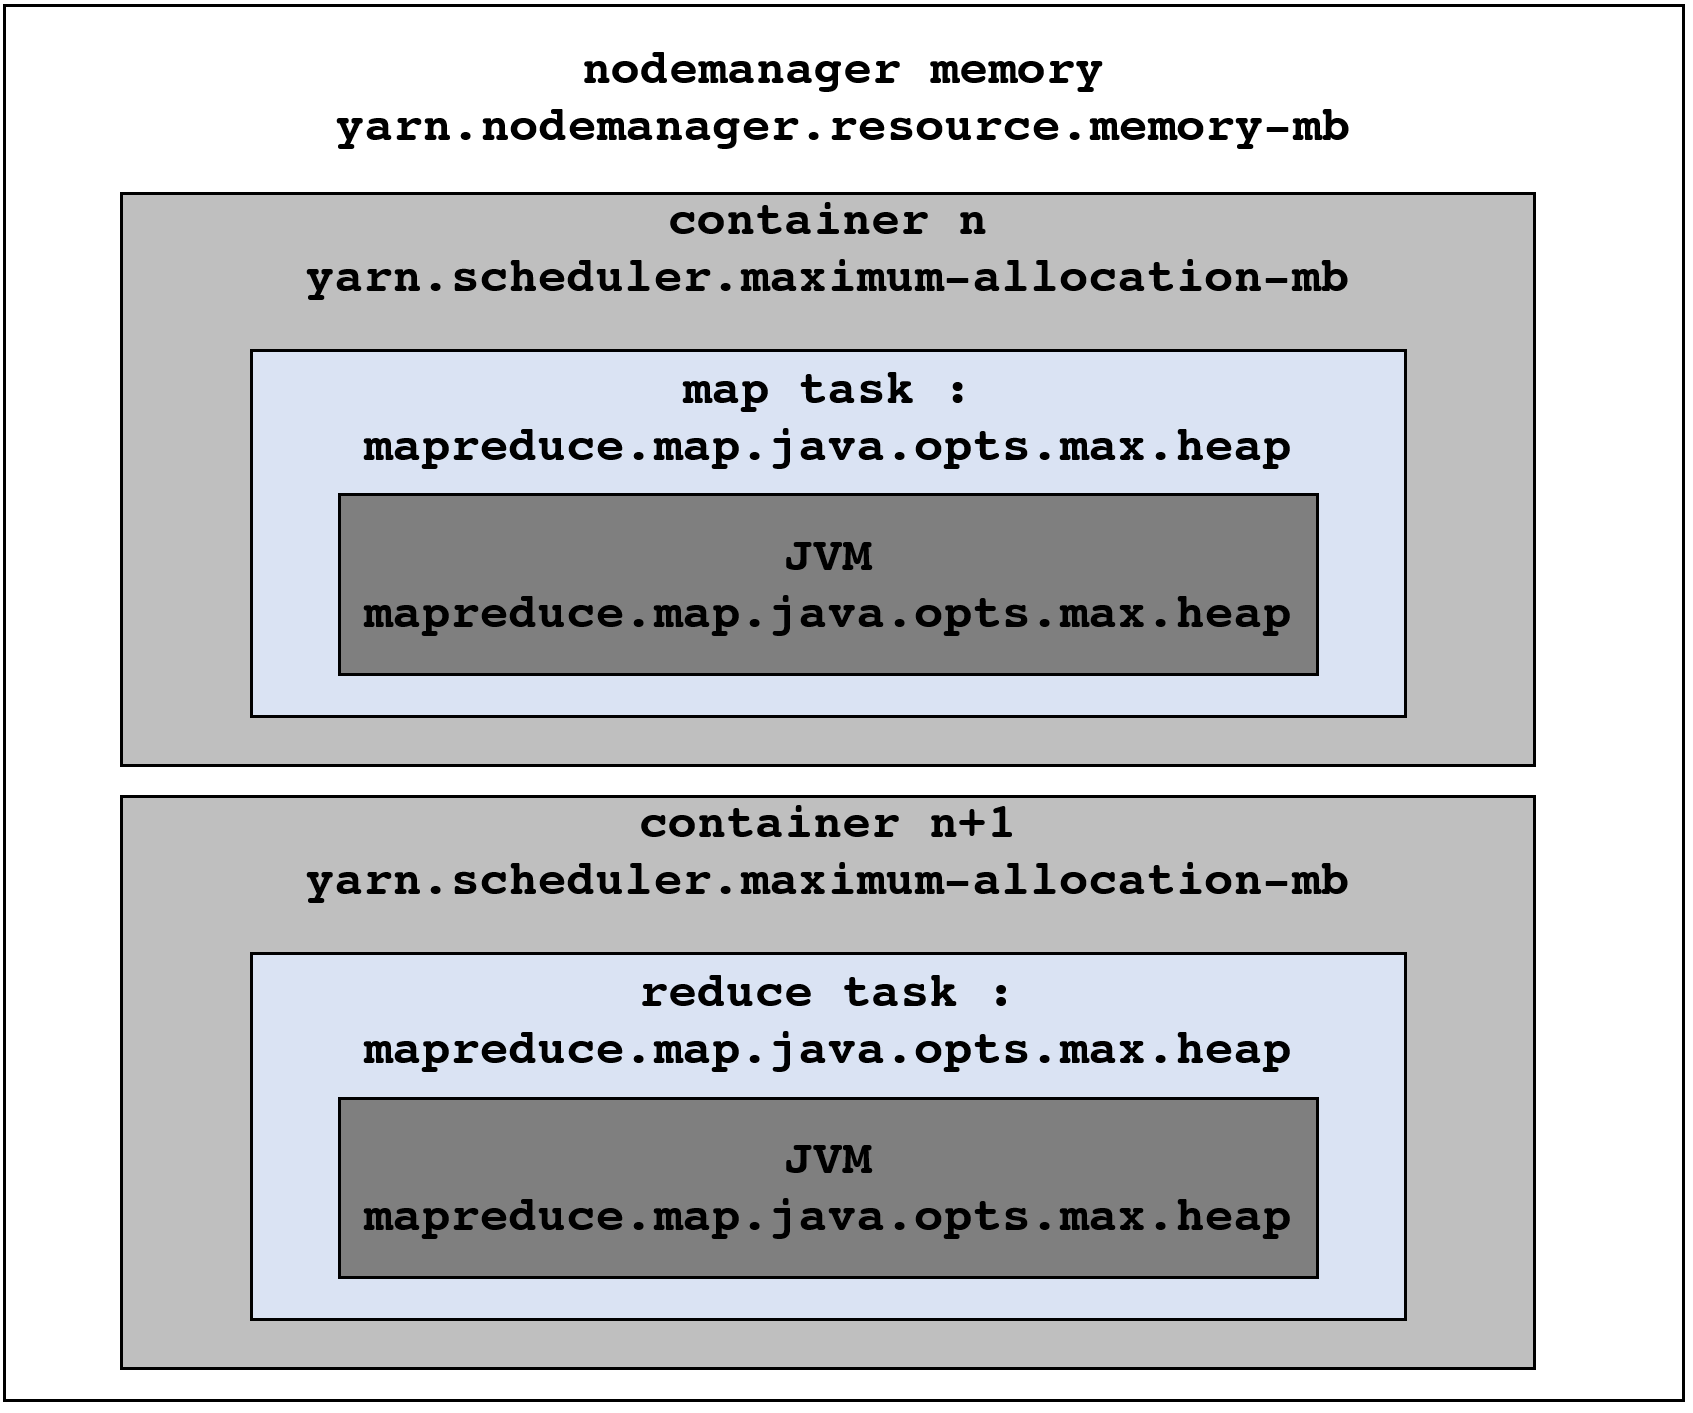 nodemanager memory
yarn.nodemanager.resource.memory-mb
container n
yarn.scheduler.maximum-allocation-mb
map task :
mapreduce.map.java.opts.max.heap
JVM
mapreduce.map.java.opts.max.heap
container n+1
yarn.scheduler.maximum-allocation-mb
reduce task :
mapreduce.map.java.opts.max.heap
JVM
mapreduce.map.java.opts.max.heap